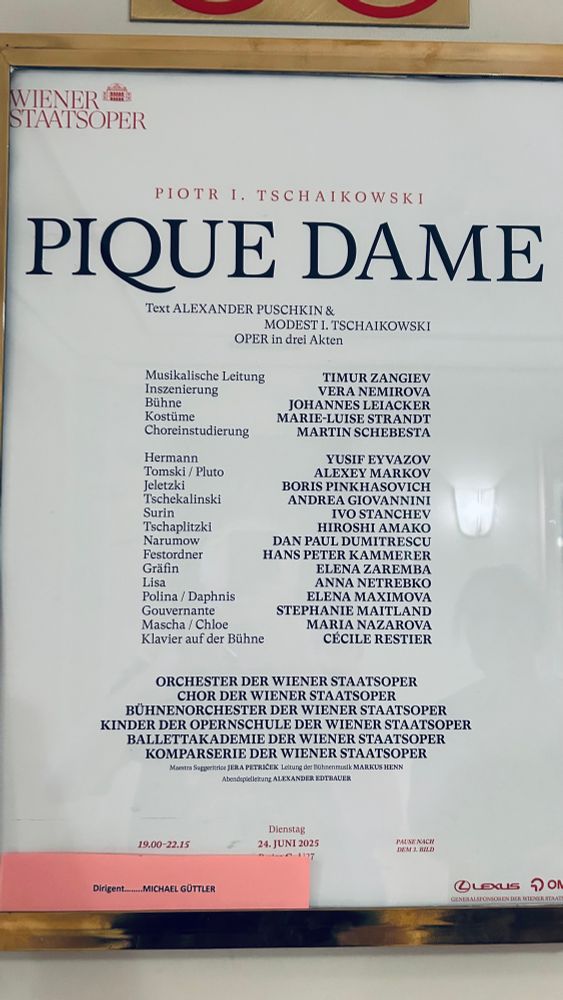 WIENER
STAATSOPER
PIOTR I. TSCHAIKOWSKI
PIQUE DAME
Text ALEXANDER PUSCHKIN &
MODEST I. TSCHAIKOWSKI
OPER in drei Akten
Musikalische Leitung TIMUR ZANGIEV
Inszenierung VERA NEMIROVA
Bühne JOHANNES LEIACKER
Kostüme MARIE-LUISE STRANDT
Choreinstudierung MARTIN SCHEBESTA
Hermann YUSIF EYVAZOV
Tomski / Pluto ALEXEY MARKOV
Jeletzki BORIS PINKHASOVICH
Tschekalinski ANDREA GIOVANNINI
Surin IVO STANCHEV
Tschaplitzki HIROSHI AMAKO
Narumow DAN PAUL DUMITRESCU
Festordner HANS PETER KAMMERER
Gräfin ELENA ZAREMBA
Lisa ANNA NETREBKO
Polina / Daphnis ELENA MAXIMOVA
Gouvernante STEPHANIE MAITLAND
Mascha / Chloe MARIA NAZAROVA
Klavier auf der Bühne CÉCILE RESTIER
ORCHESTER DER WIENER STAATSOPER
CHOR DER WIENER STAATSOPER
BÜHNENORCHESTER DER WIENER STAATSOPER
KINDER DER OPERNSCHULE DER WIENER STAATSOPER
BALLETTAKADEMIE DER WIENER STAATSOPER
KOMPARSERIE DER WIENER STAATSOPER
Maestra Suggeritrice JERA PETRIČEK Leitung der Bühnenmusik MARKUS HENN
Abendspielleitung ALEXANDER EDTBAUER
Dienstag
19.00–22.15 24. JUNI 2025 PAUSE NACH
DEM 3. BILD
Dirigent........MICHAEL GÜTTLER
LEXUS OM
GENERALSPONSOREN DER WIENER